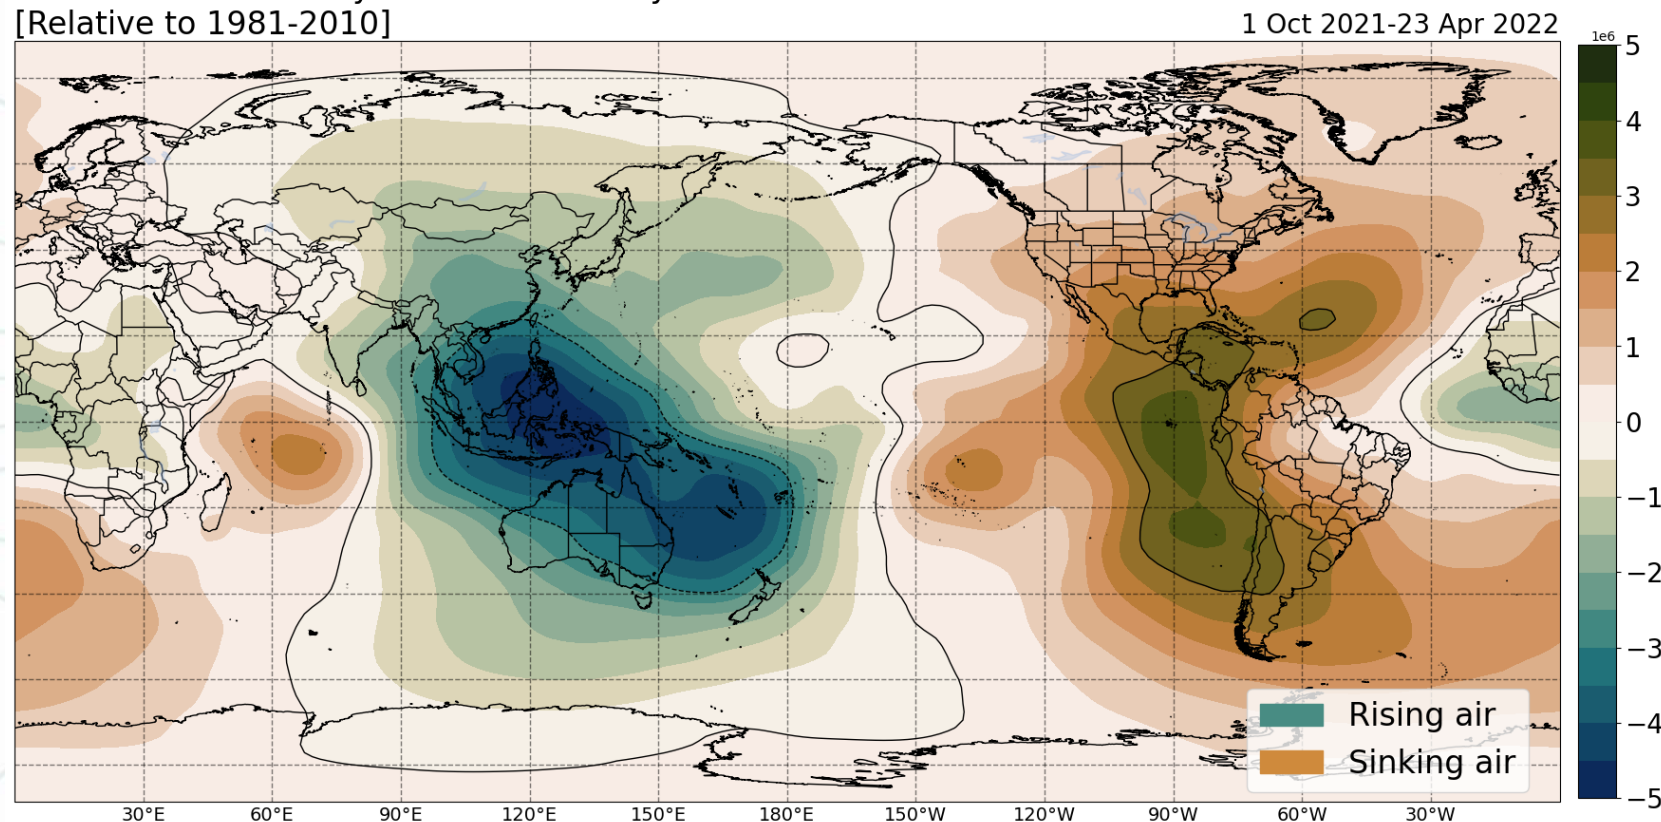 [Relative to 1981-2010]
1 Oct 2021-23 Apr 2022
1e6
5
4
3
2
1
0
−1
−2
−3
−4
−5
Rising air
Sinking air
30°E 60°E 90°E 120°E 150°E 180°E 150°W 120°W 90°W 60°W 30°W